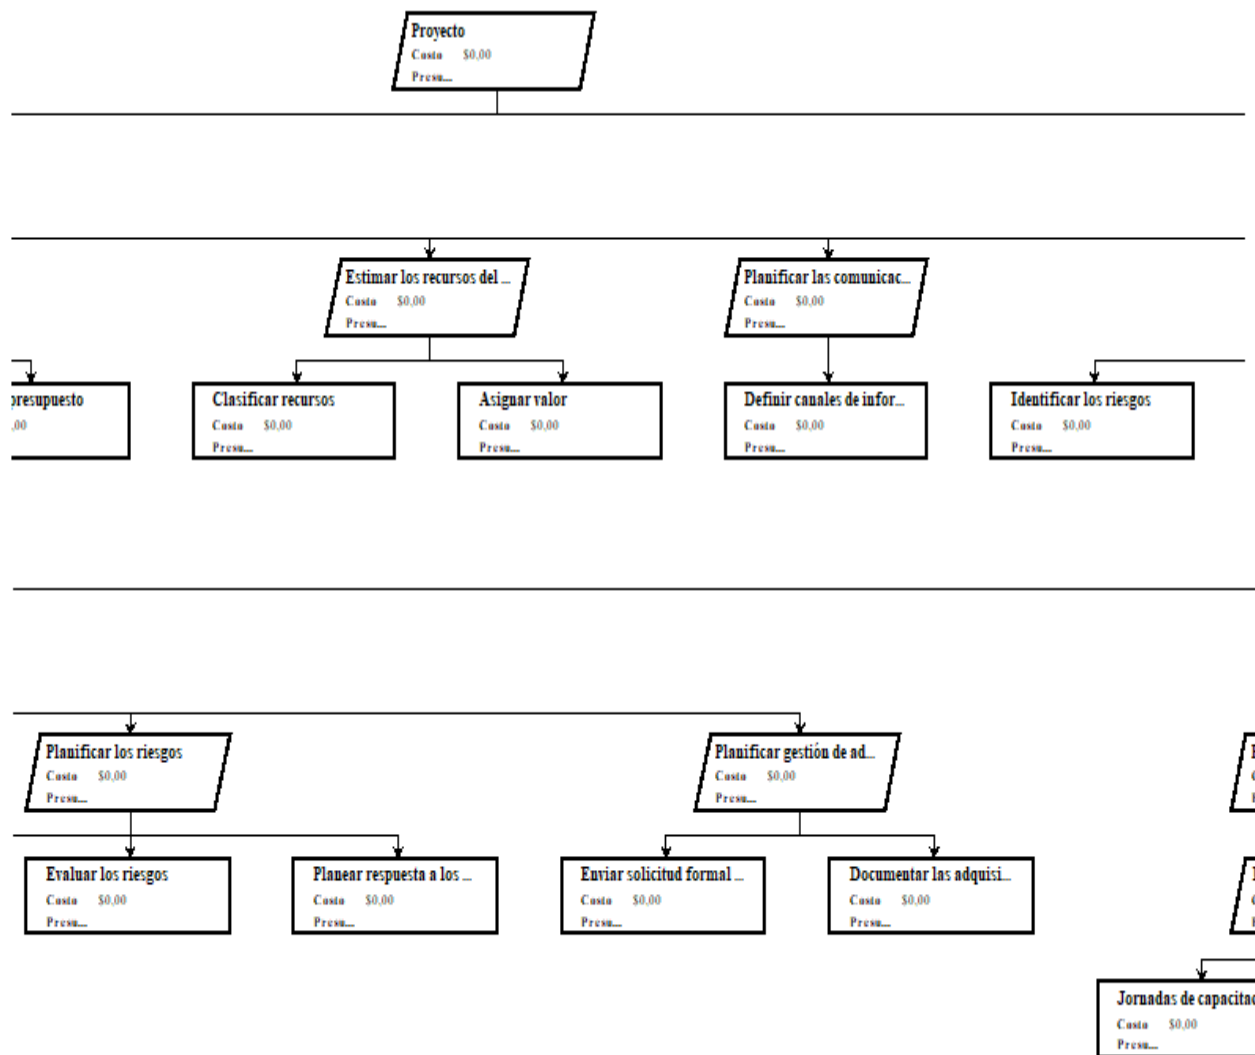 Proyecto
Costo $0,00
Presu...
Estimar los recursos del ...
Costo $0,00
Presu...
Planificar las comunicac...
Costo $0,00
Presu...
presupuesto
,00
Clasificar recursos
Costo $0,00
Presu...
Asignar valor
Costo $0,00
Presu...
Definir canales de infor...
Costo $0,00
Presu...
Identificar los riesgos
Costo $0,00
Presu...
Planificar los riesgos
Costo $0,00
Presu...
Planificar gestión de ad...
Costo $0,00
Presu...
Evaluar los riesgos
Costo $0,00
Presu...
Planear respuesta a los ...
Costo $0,00
Presu...
Enviar solicitud formal ...
Costo $0,00
Presu...
Documentar las adquisi...
Costo $0,00
Presu...
Jornadas de capacitac
Costo $0,00
Presu...